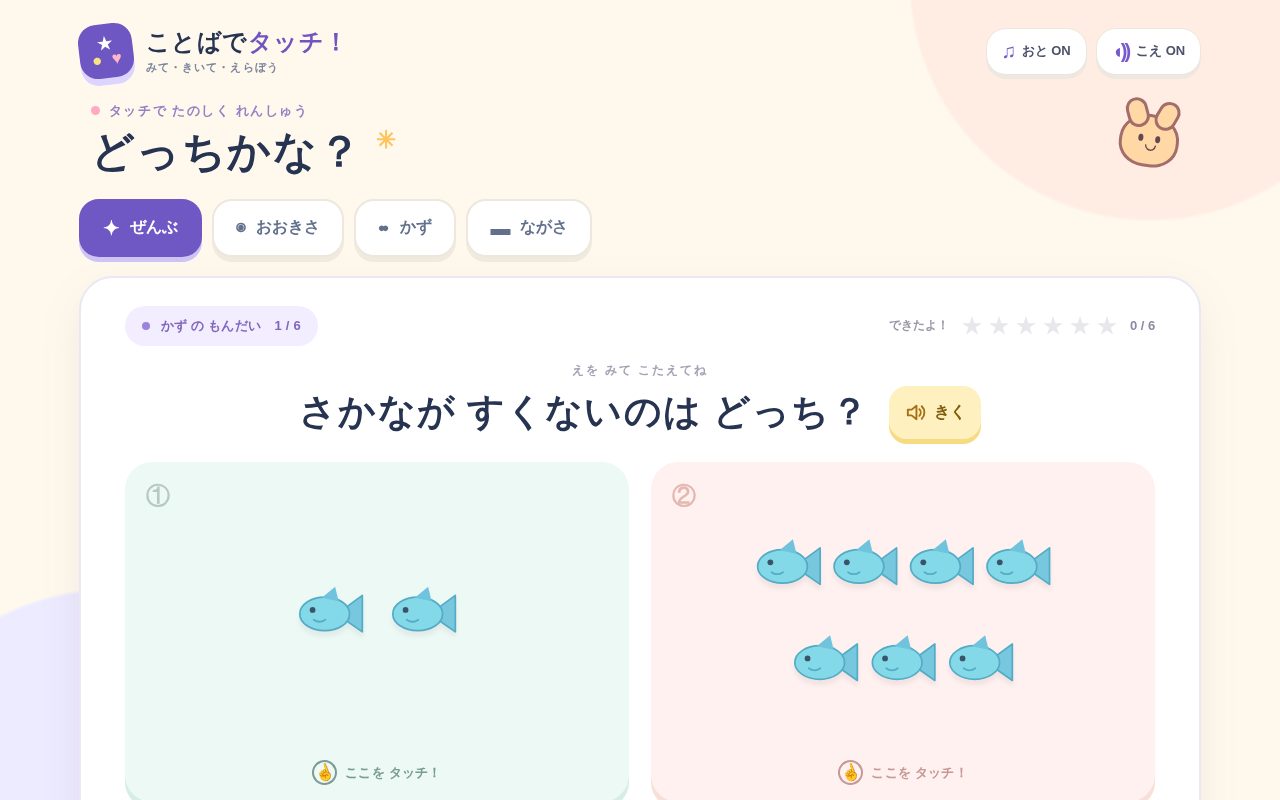 ことばでタッチ！
みて・きいて・えらぼう
おと ON
こえ ON
タッチで たのしく れんしゅう
どっちかな？
ぜんぶ
おおきさ
かず
ながさ
かず の もんだい 1 / 6
できたよ！ 0 / 6
えを みて こたえてね
さかなが すくないのは どっち？
きく
①
②
ここを タッチ！
ここを タッチ！